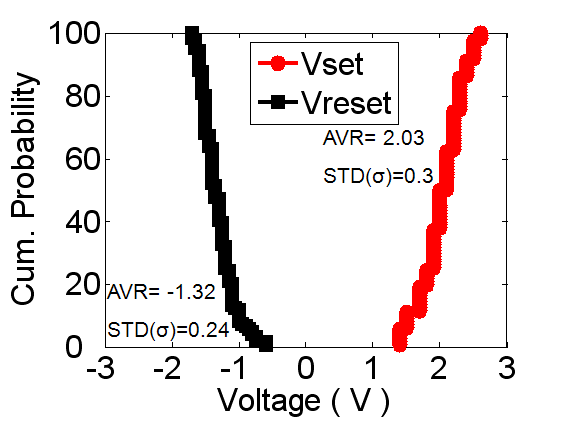 100
80
60
40
20
0
Cum. Probability
Vset
Vreset
AVR= 2.03
STD(σ)=0.3
AVR= -1.32
STD(σ)=0.24
-3 -2 -1 0 1 2 3
Voltage ( V )